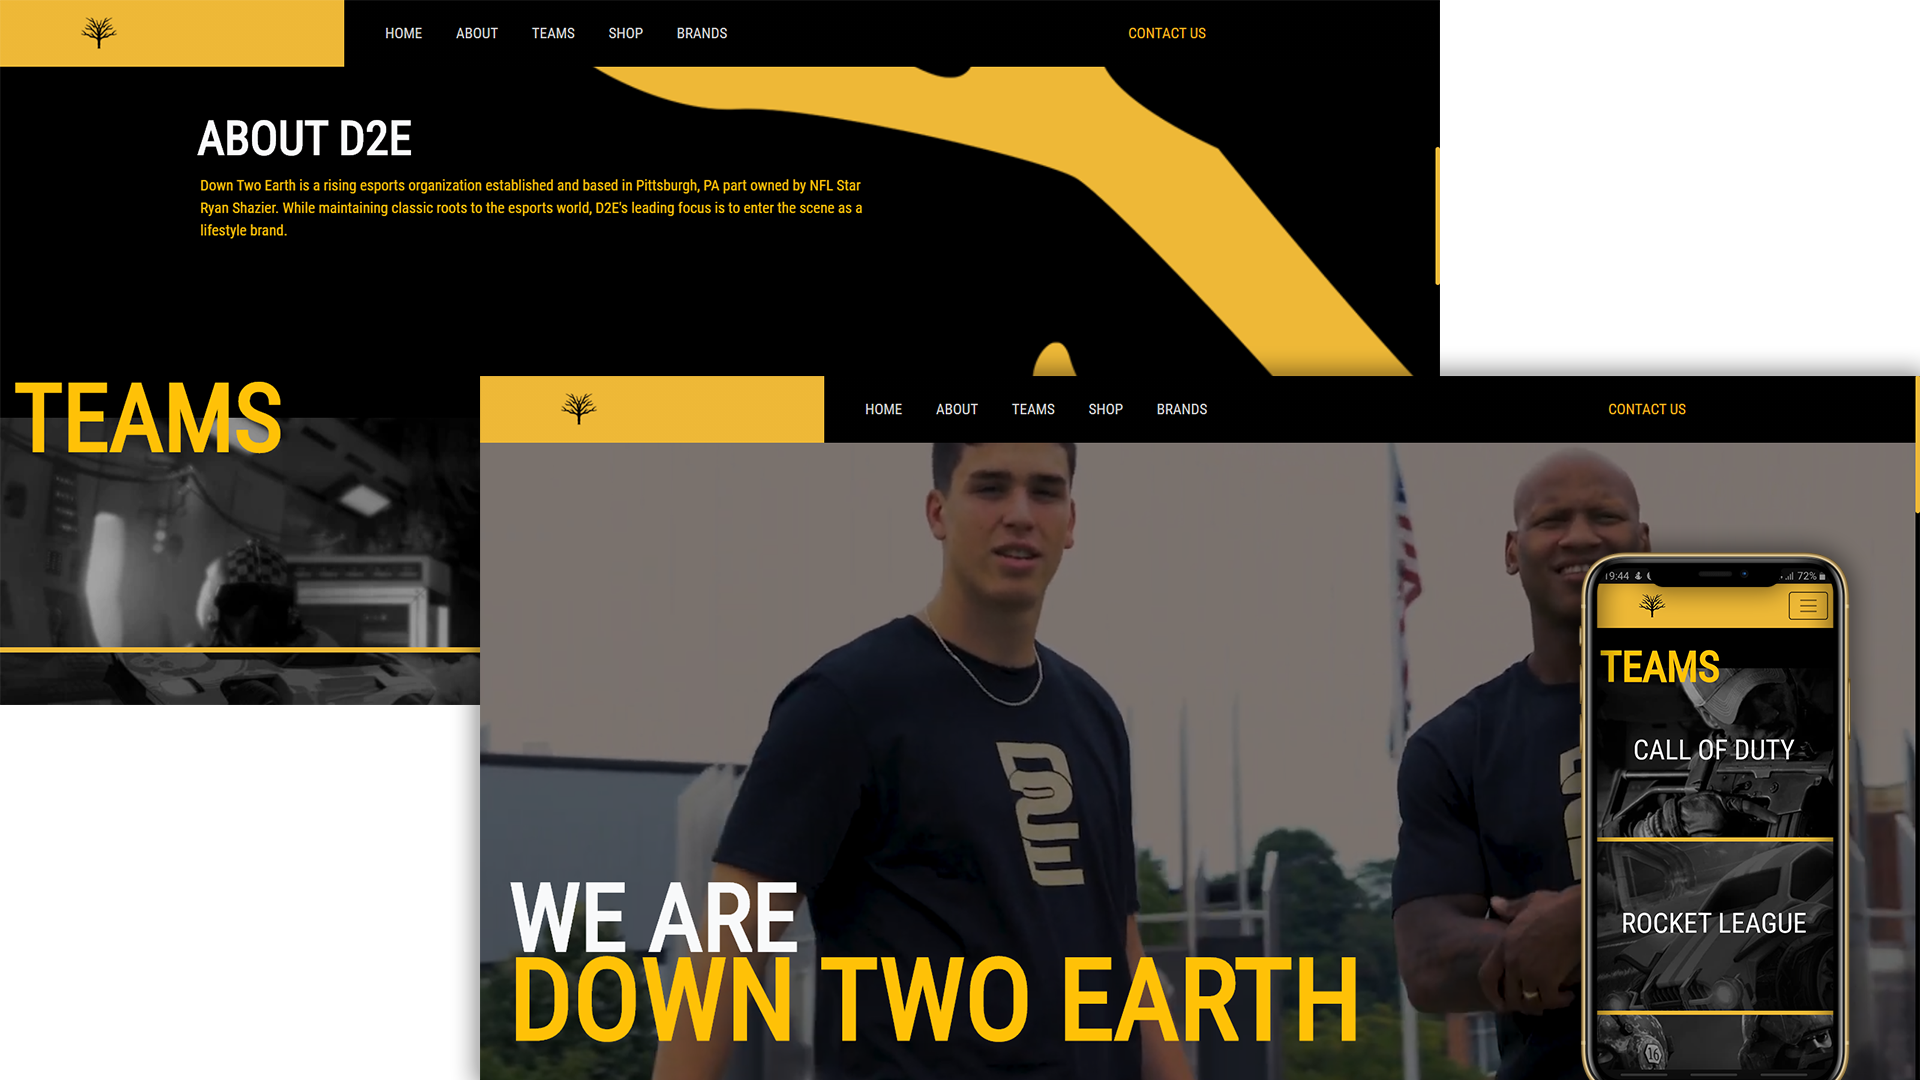 HOME ABOUT TEAMS SHOP BRANDS CONTACT US
ABOUT D2E
Down Two Earth is a rising esports organization established and based in Pittsburgh, PA part owned by NFL Star
Ryan Shazier. While maintaining classic roots to the esports world, D2E's leading focus is to enter the scene as a
lifestyle brand.
TEAMS
HOME ABOUT TEAMS SHOP BRANDS CONTACT US
D2E
WE ARE
DOWN TWO EARTH
19:44 72%
TEAMS
CALL OF DUTY
ROCKET LEAGUE
16